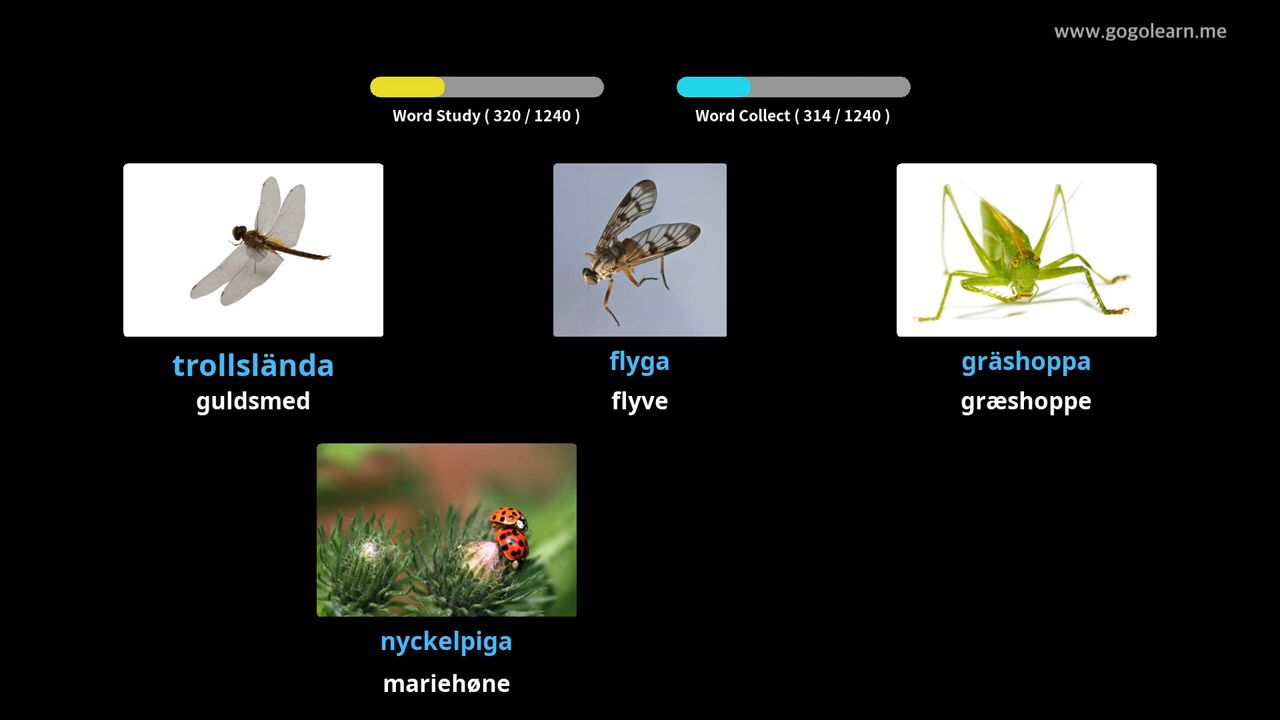 www.gogolearn.me
Word Study ( 320 / 1240 )
Word Collect ( 314 / 1240 )
trollslända
guldsmed
flyga
flyve
gräshoppa
græshoppe
nyckelpiga
mariehøne